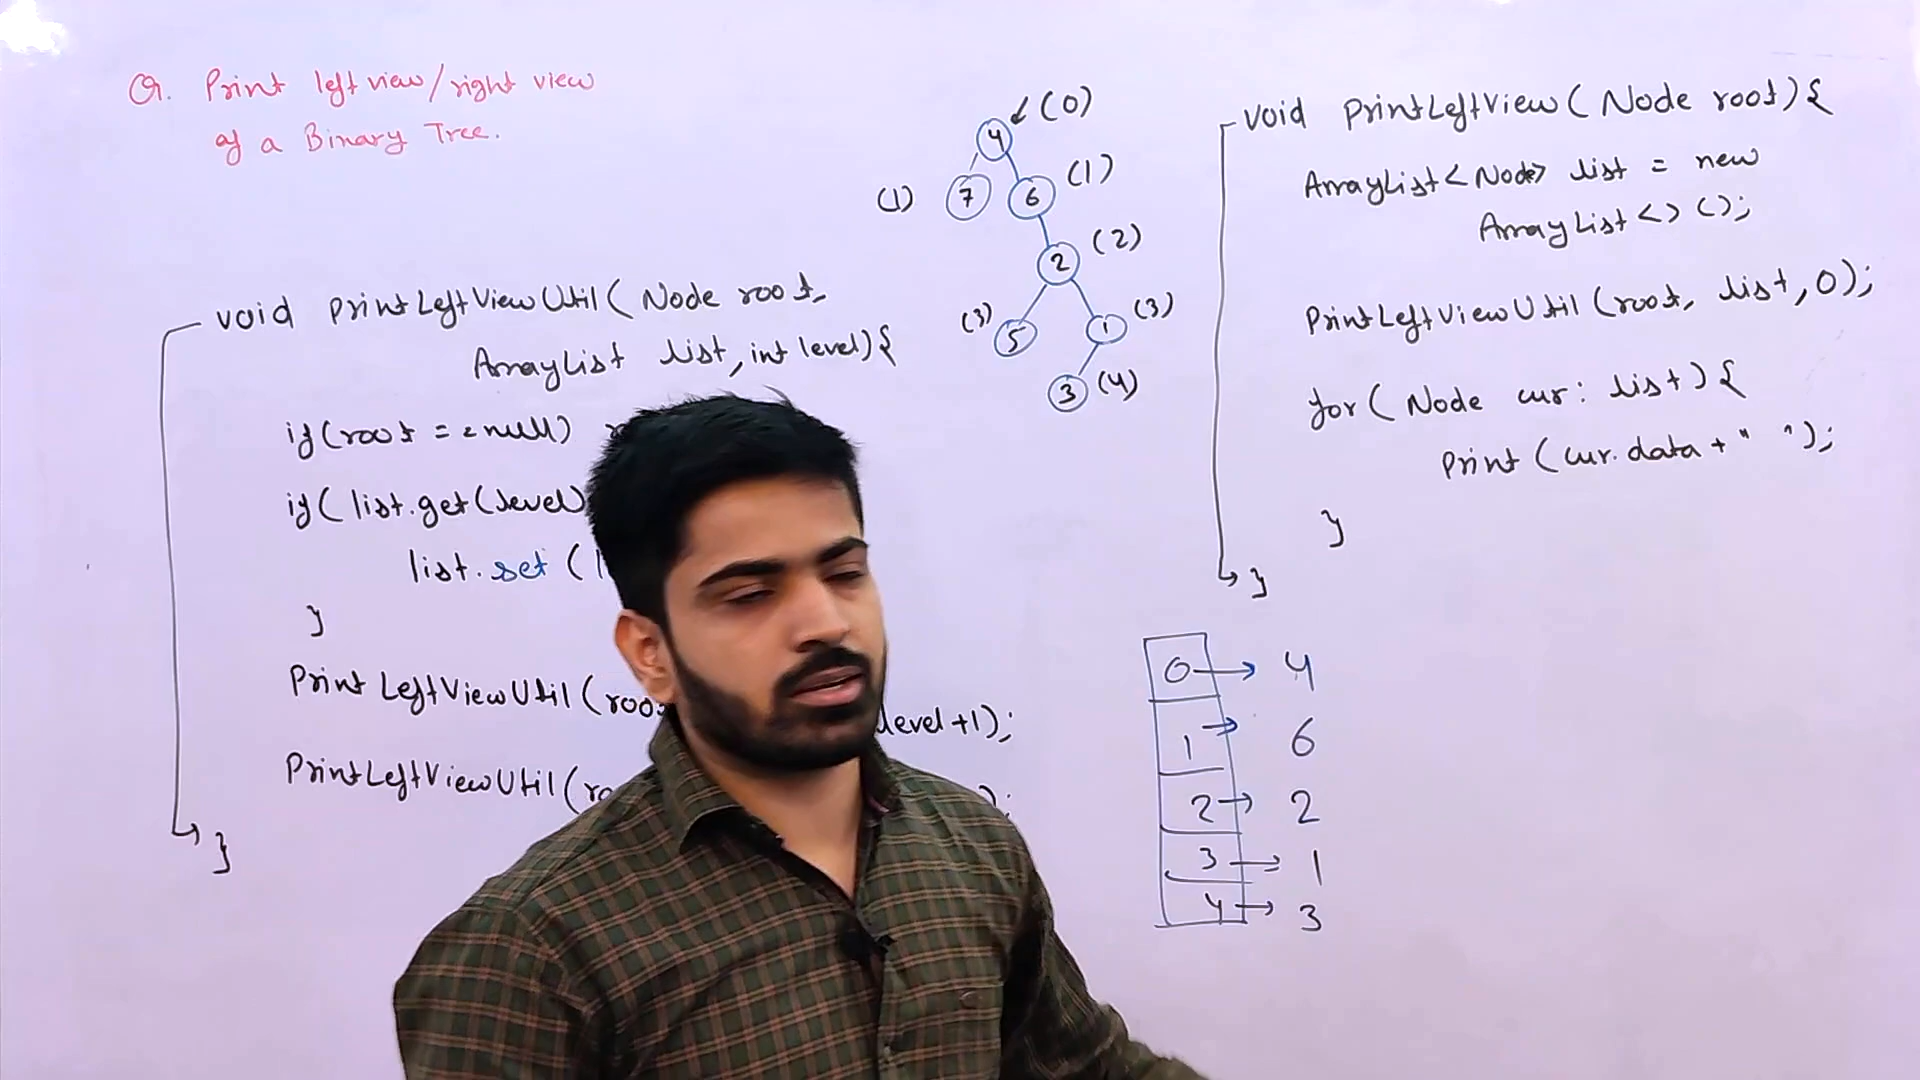 Q. Print left view/right view
of a Binary Tree.
void PrintLeftViewUtil(Node root,
ArrayList list, int level){
if(root == null)
if( list.get(level)
list.set (
}
PrintLeftViewUtil(root
level+1);
PrintLeftViewUtil(ro
);
}
(0)
4
(1) 7 6 (1)
2 (2)
(3) 5 1 (3)
3 (4)
void PrintLeftView(Node root){
ArrayList<Node> list = new
ArrayList<>();
PrintLeftViewUtil(root, list, 0);
for(Node cur: list){
Print(cur.data+" ");
}
}
0 → 4
1 → 6
2 → 2
3 → 1
4 → 3